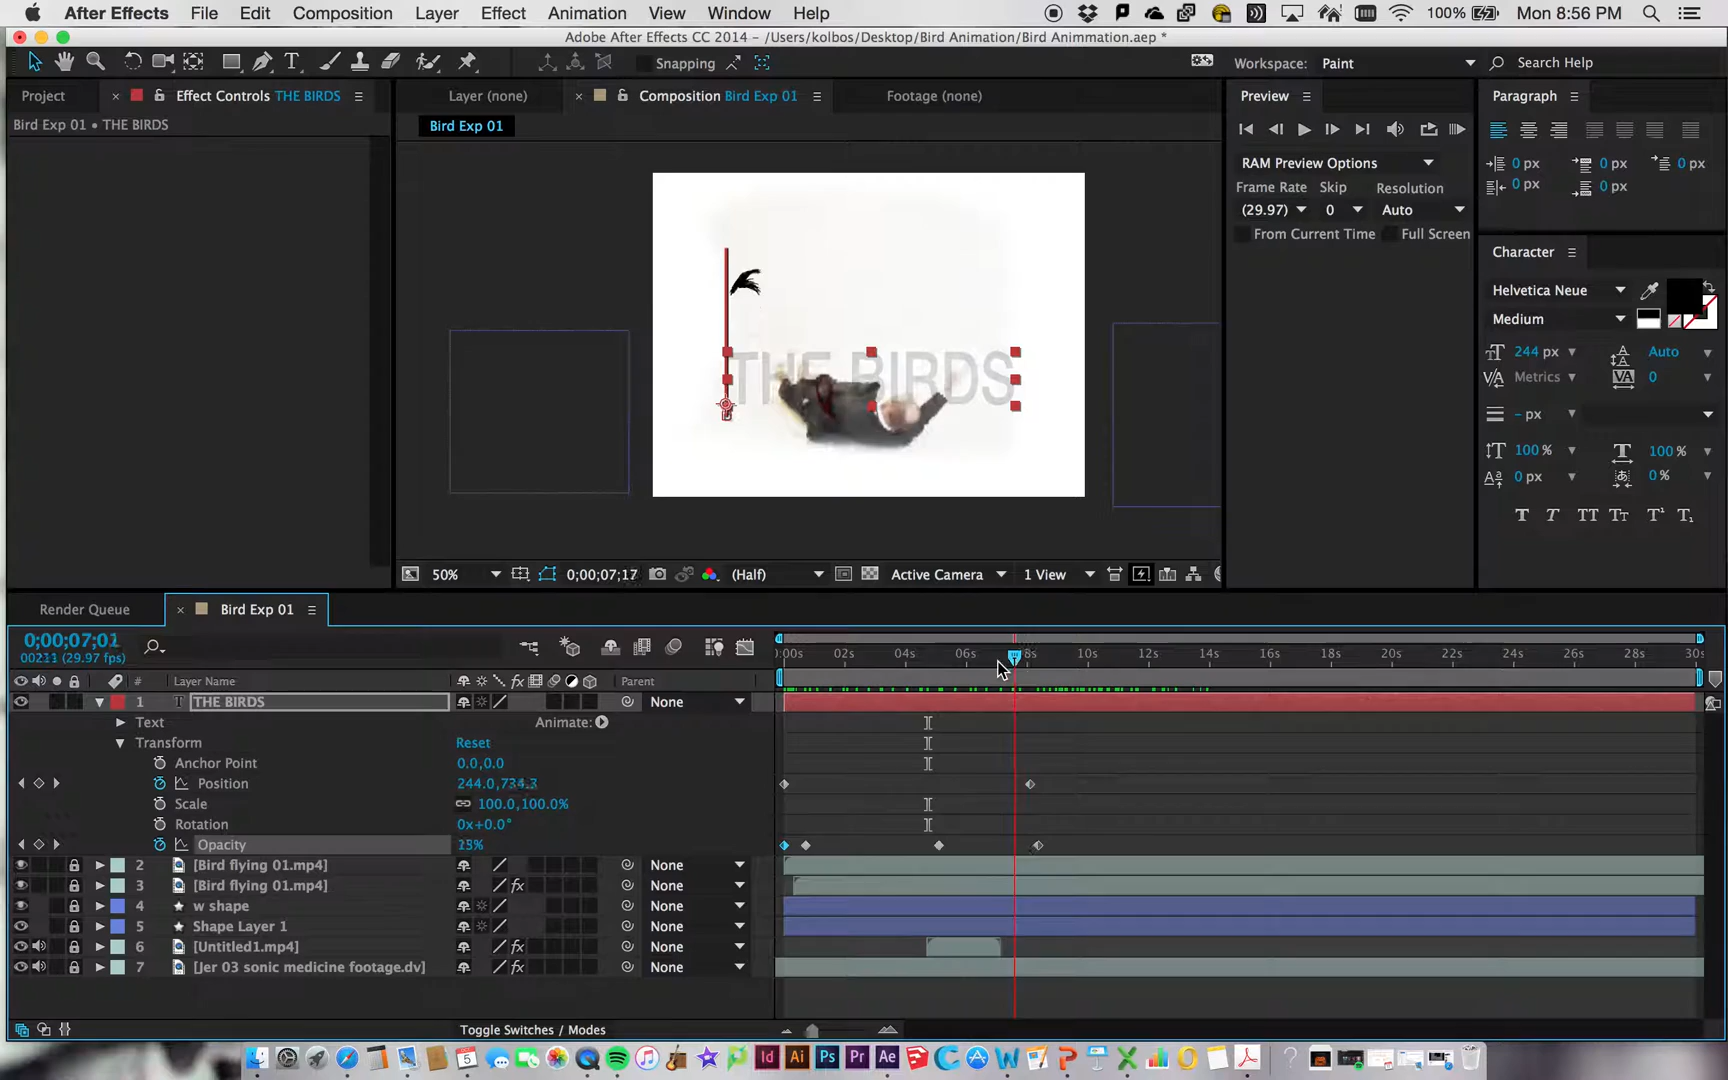 After Effects File Edit Composition Layer Effect Animation View Window Help 100% Mon 8:56 PM
Adobe After Effects CC 2014 - /Users/kolbos/Desktop/Bird Animation/Bird Animmation.aep *
Snapping Workspace: Paint Search Help
Project × Effect Controls THE BIRDS Layer (none) × Composition Bird Exp 01 Footage (none) Preview Paragraph
Bird Exp 01 • THE BIRDS Bird Exp 01
RAM Preview Options 0 px 0 px 0 px
Frame Rate Skip Resolution 0 px 0 px
(29.97) 0 Auto
From Current Time Full Screen
Character
Helvetica Neue
Medium
THE BIRDS
244 px Auto
Metrics 0
- px
100 % 100 %
0 px 0 %
T T TT Tt T¹ T₁
50% 0;00;07;17 (Half) Active Camera 1 View
Render Queue × Bird Exp 01
0;00;07;01
00211 (29.97 fps)
):00s 02s 04s 06s 8s 10s 12s 14s 16s 18s 20s 22s 24s 26s 28s 30s
# Layer Name fx Parent
1 T THE BIRDS None
Text Animate:
Transform Reset
Anchor Point 0.0,0.0
Position 244.0,734.3
Scale 100.0,100.0%
Rotation 0x+0.0°
Opacity
2 [Bird flying 01.mp4] None
3 [Bird flying 01.mp4] fx None
4 w shape None
5 Shape Layer 1 None
6 [Untitled1.mp4] fx None
7 [Jer 03 sonic medicine footage.dv] fx None
Toggle Switches / Modes
5 Id Ai Ps Pr Ae